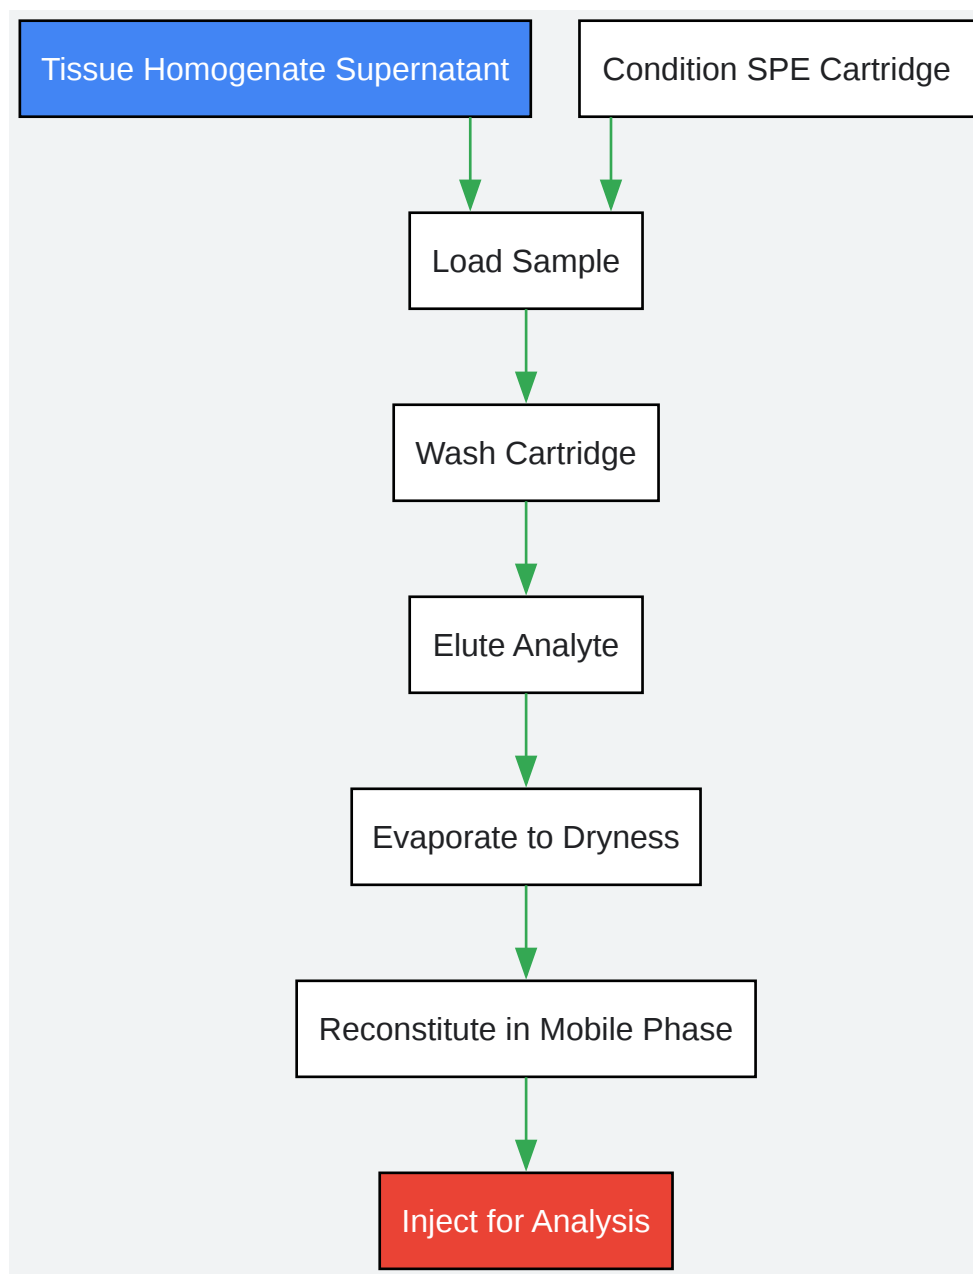 Tissue Homogenate Supernatant
Condition SPE Cartridge
Load Sample
Wash Cartridge
Elute Analyte
Evaporate to Dryness
Reconstitute in Mobile Phase
Inject for Analysis